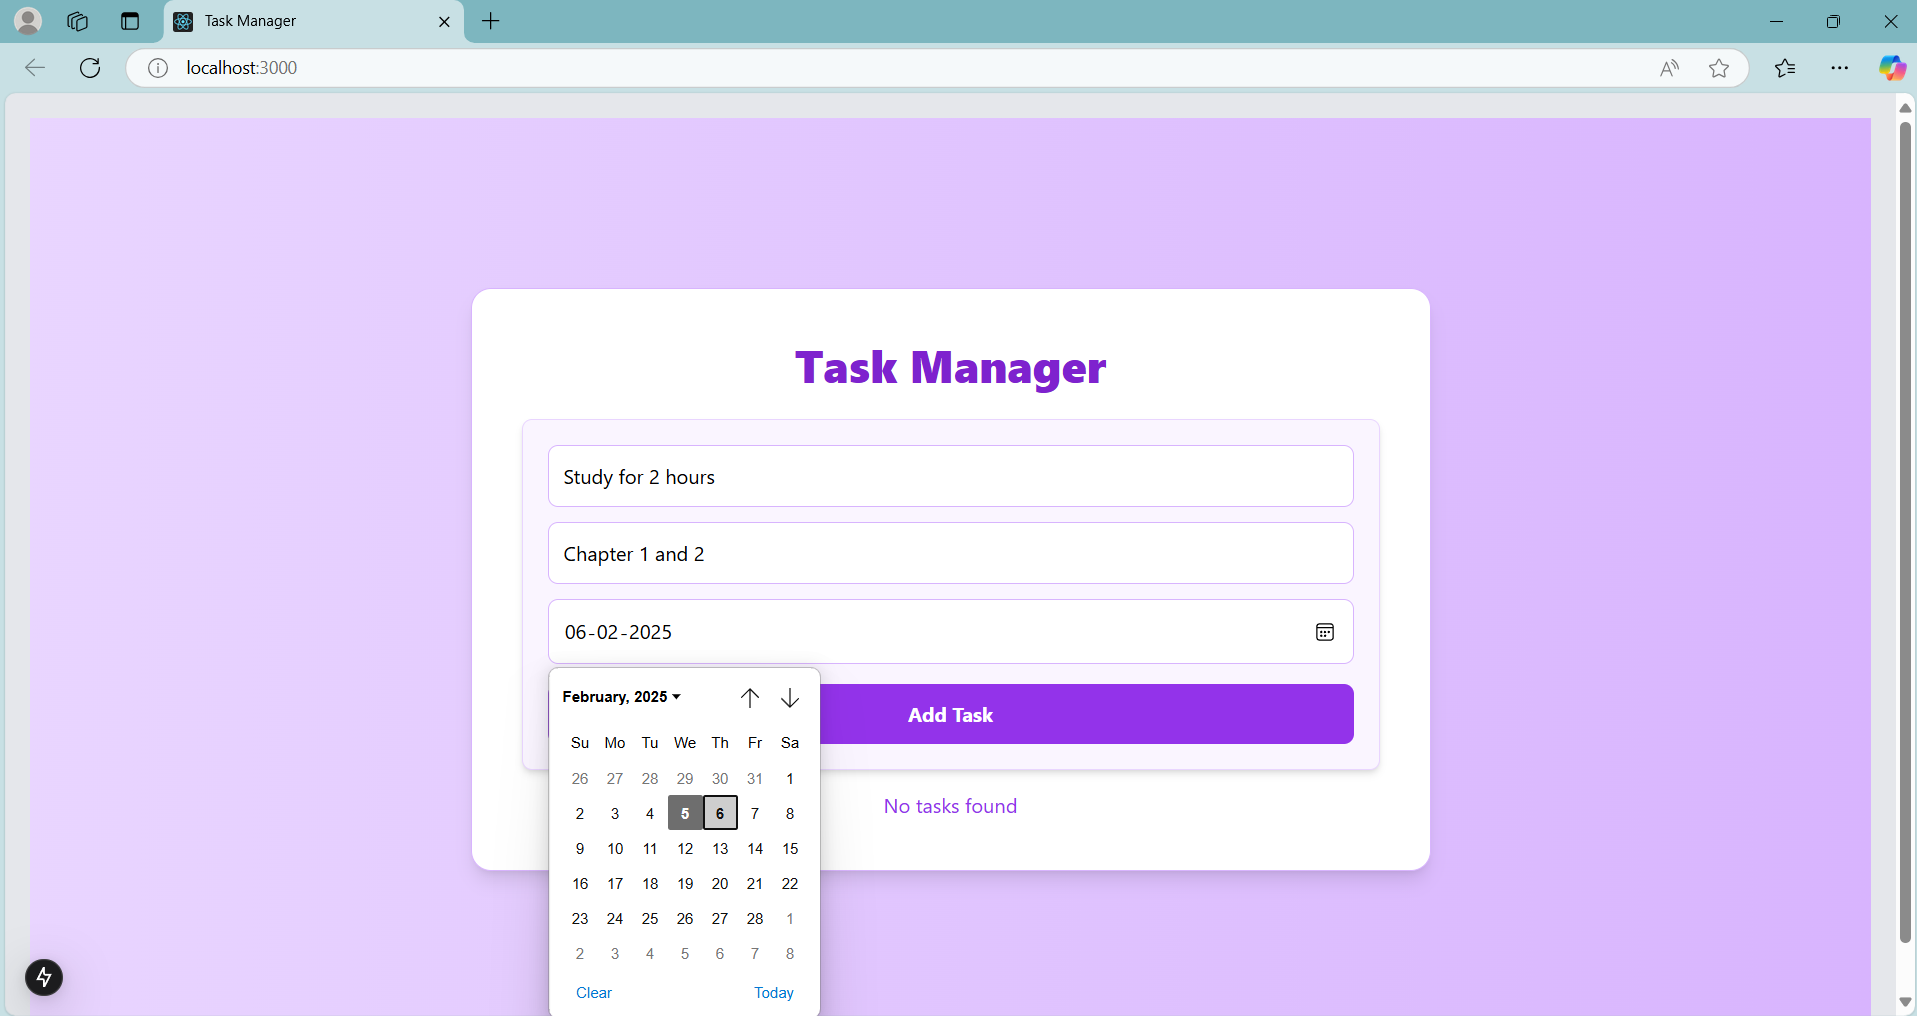 Task Manager
localhost:3000
Task Manager
Study for 2 hours
Chapter 1 and 2
06-02-2025
Add Task
February, 2025
Su Mo Tu We Th Fr Sa
26 27 28 29 30 31 1
2 3 4 5 6 7 8
9 10 11 12 13 14 15
16 17 18 19 20 21 22
23 24 25 26 27 28 1
2 3 4 5 6 7 8
Clear Today
No tasks found